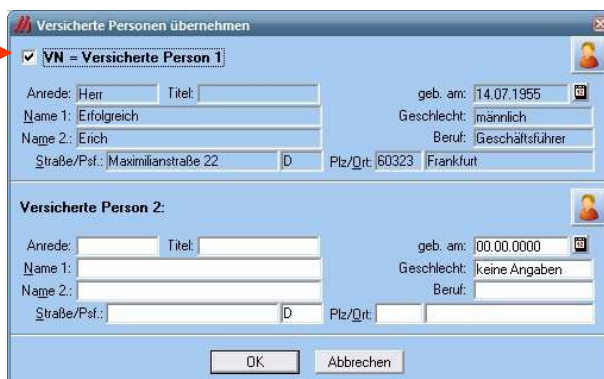 Versicherte Personen übernehmen
VN = Versicherte Person 1
Anrede: Herr Titel: geb. am: 14.07.1955
Name 1: Erfolgreich Geschlecht: männlich
Name 2.: Erich Beruf: Geschäftsführer
Straße/Psf.: Maximilianstraße 22 D Plz/Ort: 60323 Frankfurt
Versicherte Person 2:
Anrede: Titel: geb. am: 00.00.0000
Name 1: Geschlecht: keine Angaben
Name 2.: Beruf:
Straße/Psf.: D Plz/Ort:
OK Abbrechen